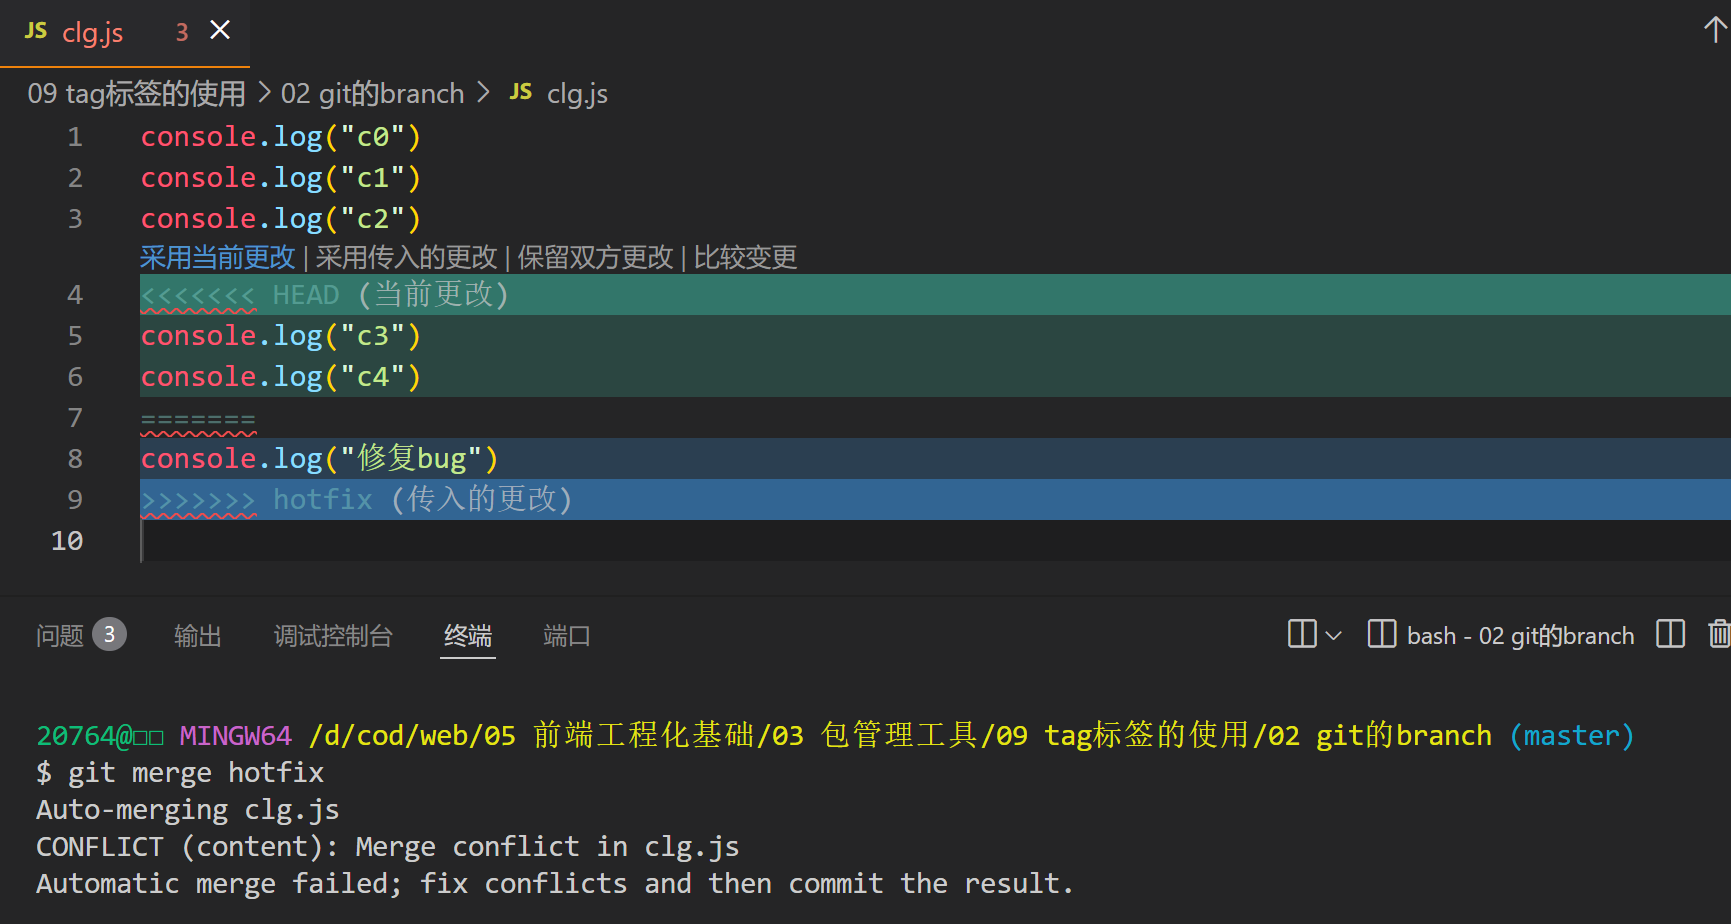 JS clg.js 3
09 tag标签的使用 > 02 git的branch > JS clg.js
1 console.log("c0")
2 console.log("c1")
3 console.log("c2")
采用当前更改 | 采用传入的更改 | 保留双方更改 | 比较变更
4 <<<<<<< HEAD (当前更改)
5 console.log("c3")
6 console.log("c4")
7 =======
8 console.log("修复bug")
9 >>>>>>> hotfix (传入的更改)
10
问题 3 输出 调试控制台 终端 端口 bash - 02 git的branch
20764@□□ MINGW64 /d/cod/web/05 前端工程化基础/03 包管理工具/09 tag标签的使用/02 git的branch (master)
$ git merge hotfix
Auto-merging clg.js
CONFLICT (content): Merge conflict in clg.js
Automatic merge failed; fix conflicts and then commit the result.